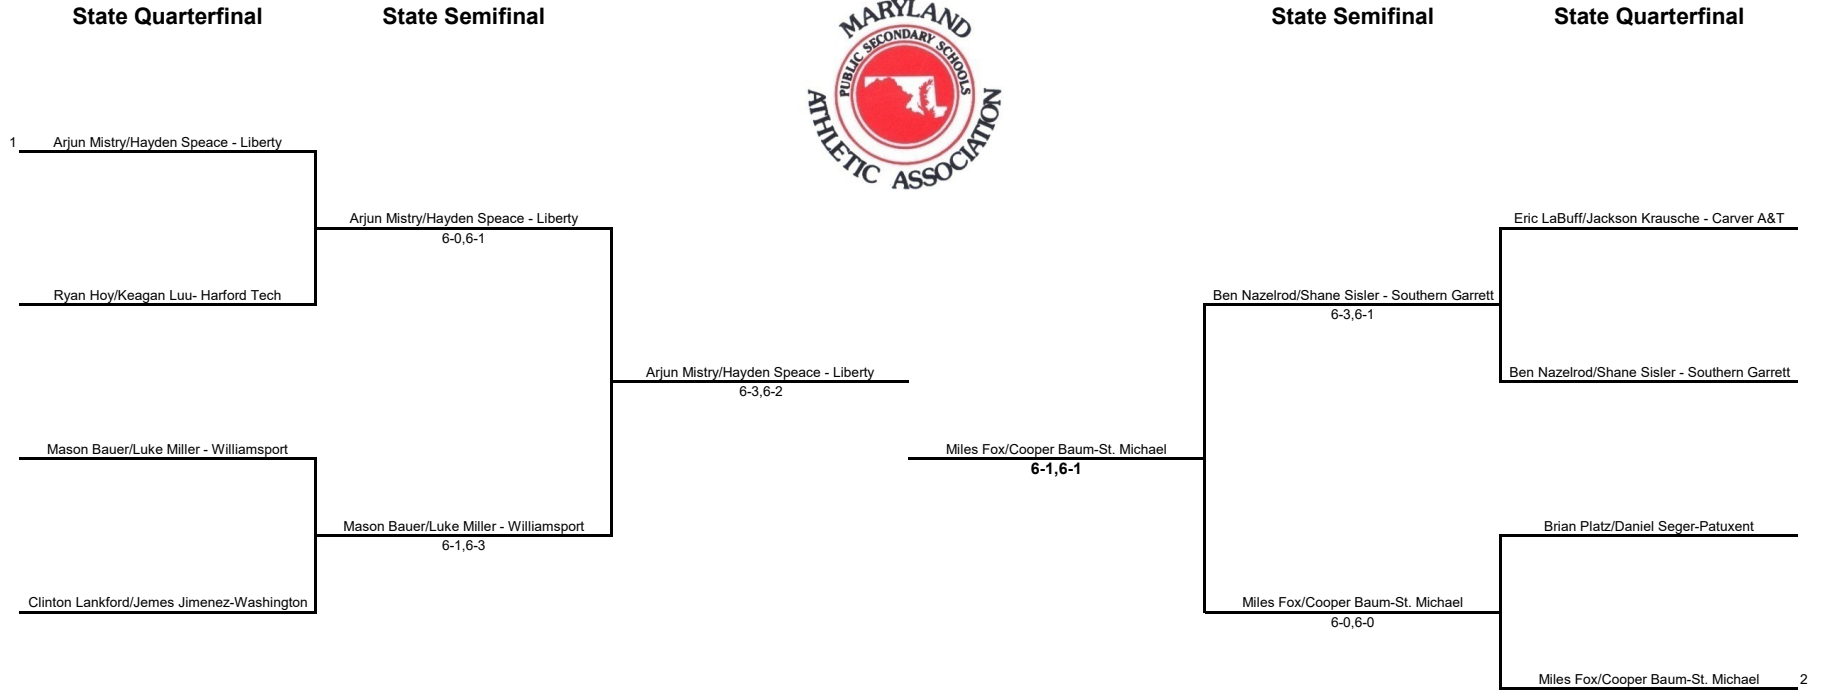 State Quarterfinal
State Semifinal
MARYLAND
PUBLIC SECONDARY SCHOOLS
ATHLETIC ASSOCIATION
State Semifinal
State Quarterfinal
1 Arjun Mistry/Hayden Speace - Liberty
Arjun Mistry/Hayden Speace - Liberty
6-0,6-1
Ryan Hoy/Keagan Luu- Harford Tech
Arjun Mistry/Hayden Speace - Liberty
6-3,6-2
Mason Bauer/Luke Miller - Williamsport
Mason Bauer/Luke Miller - Williamsport
6-1,6-3
Clinton Lankford/Jemes Jimenez-Washington
Eric LaBuff/Jackson Krausche - Carver A&T
Ben Nazelrod/Shane Sisler - Southern Garrett
6-3,6-1
Ben Nazelrod/Shane Sisler - Southern Garrett
Miles Fox/Cooper Baum-St. Michael
6-1,6-1
Brian Platz/Daniel Seger-Patuxent
Miles Fox/Cooper Baum-St. Michael
6-0,6-0
Miles Fox/Cooper Baum-St. Michael 2